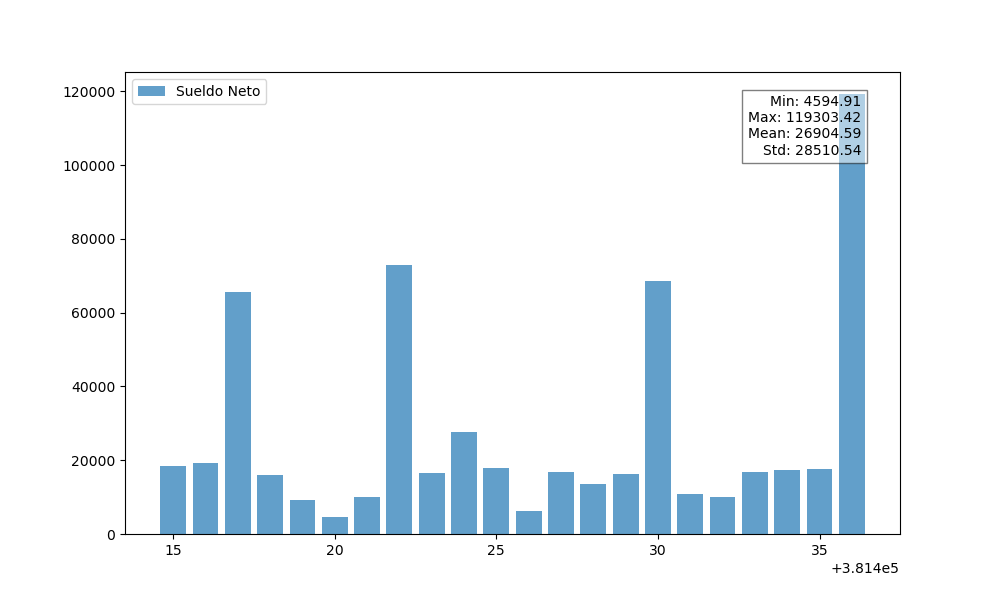 Sueldo Neto
Min: 4594.91
Max: 119303.42
Mean: 26904.59
Std: 28510.54
120000
100000
80000
60000
40000
20000
0
15 20 25 30 35
+3.814e5